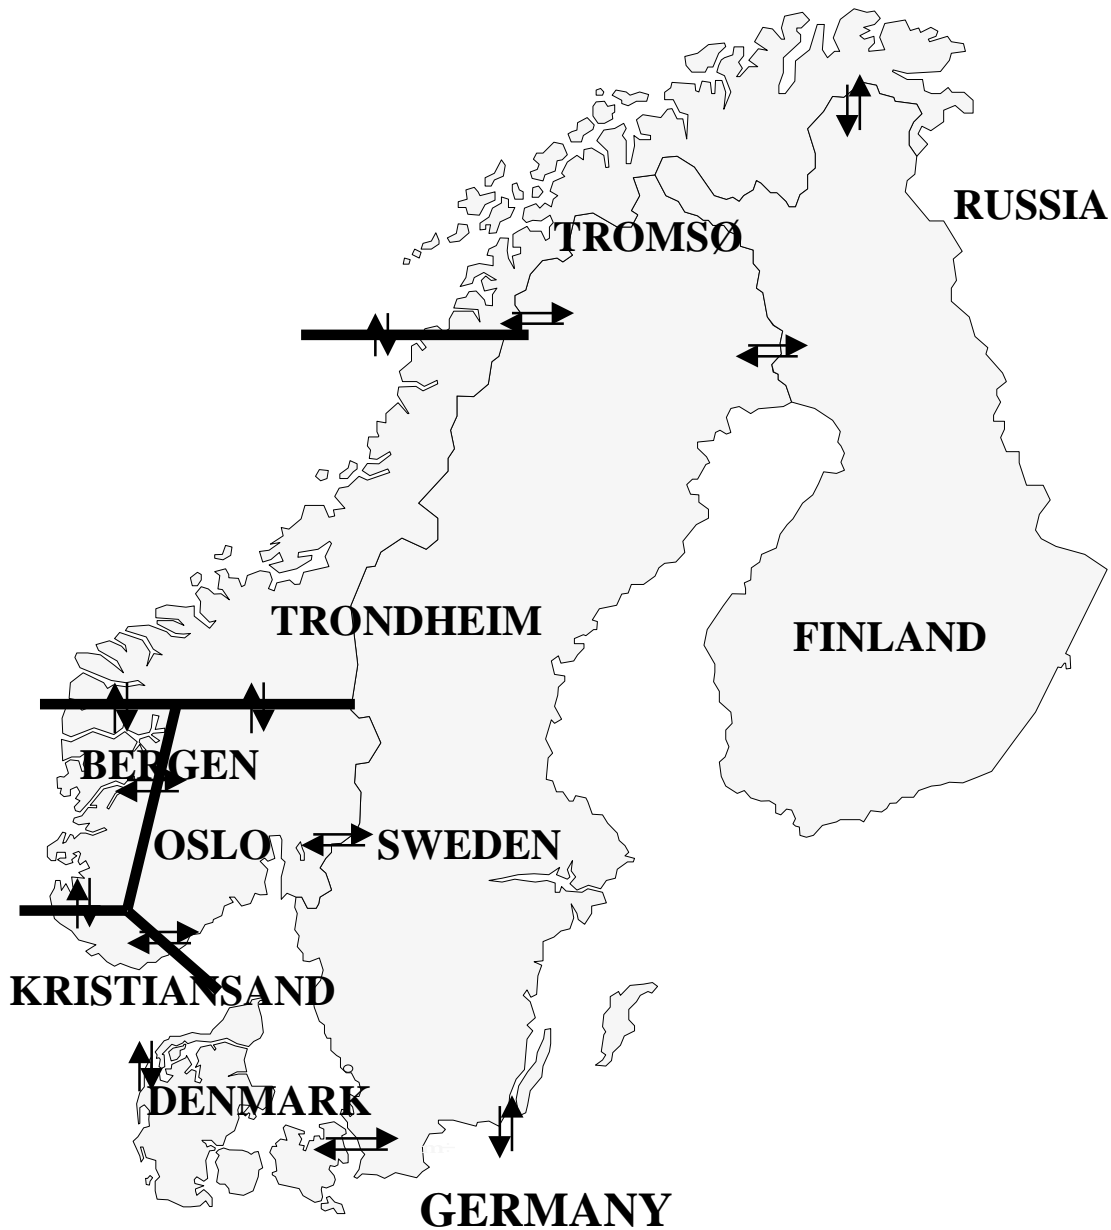 RUSSIA
TROMSØ
TRONDHEIM
FINLAND
BERGEN
OSLO
SWEDEN
KRISTIANSAND
DENMARK
GERMANY